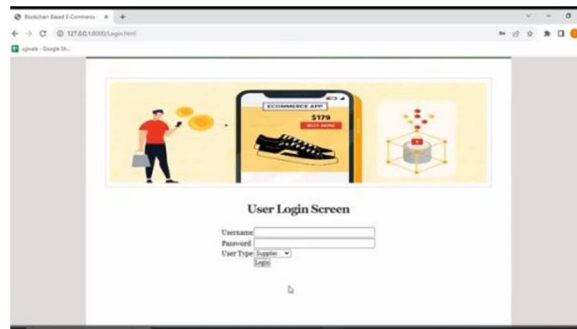 Blockchain Based E-Commerce
127.0.0.1:8000/Login.html
ECOMMERCE APP
$179
BUY NOW
User Login Screen
Username
Password
User Type Supplier
Login